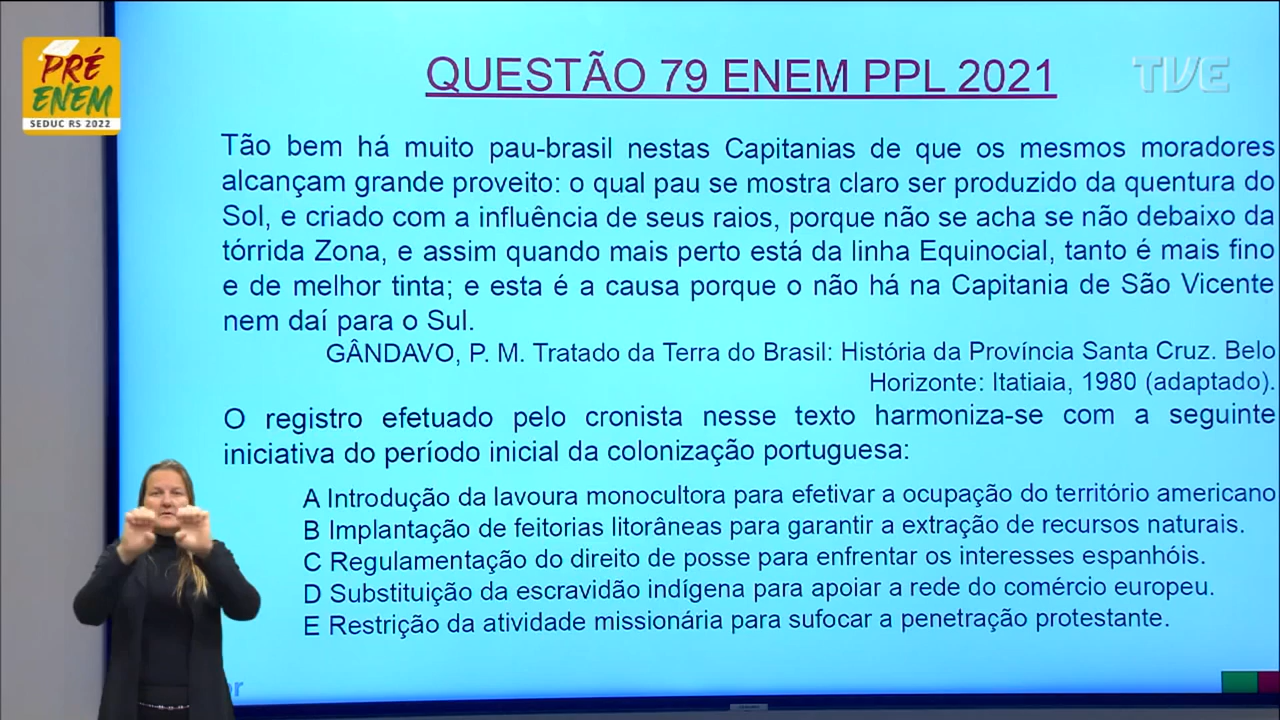 PRÉ
ENEM
SEDUC RS 2022
TVE
QUESTÃO 79 ENEM PPL 2021
Tão bem há muito pau-brasil nestas Capitanias de que os mesmos moradores
alcançam grande proveito: o qual pau se mostra claro ser produzido da quentura do
Sol, e criado com a influência de seus raios, porque não se acha se não debaixo da
tórrida Zona, e assim quando mais perto está da linha Equinocial, tanto é mais fino
e de melhor tinta; e esta é a causa porque o não há na Capitania de São Vicente
nem daí para o Sul.
GÂNDAVO, P. M. Tratado da Terra do Brasil: História da Província Santa Cruz. Belo
Horizonte: Itatiaia, 1980 (adaptado).
O registro efetuado pelo cronista nesse texto harmoniza-se com a seguinte
iniciativa do período inicial da colonização portuguesa:
A Introdução da lavoura monocultora para efetivar a ocupação do território americano
B Implantação de feitorias litorâneas para garantir a extração de recursos naturais.
C Regulamentação do direito de posse para enfrentar os interesses espanhóis.
D Substituição da escravidão indígena para apoiar a rede do comércio europeu.
E Restrição da atividade missionária para sufocar a penetração protestante.